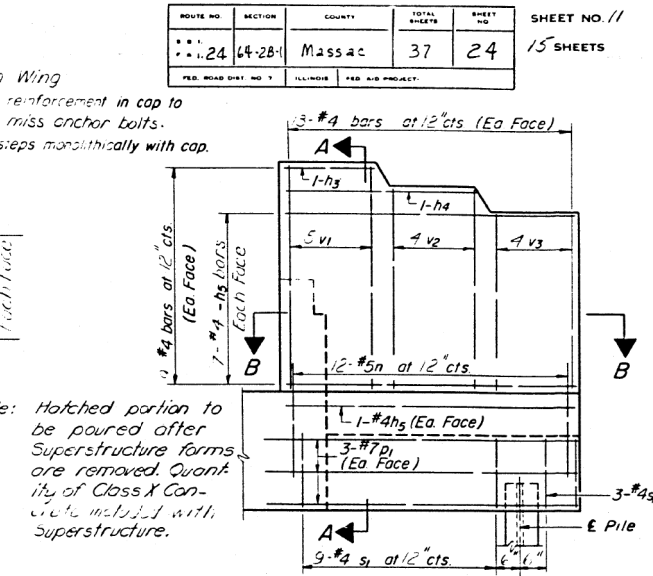 ROUTE NO.
SECTION
COUNTY
TOTAL SHEETS
SHEET NO
24
64-2B-1
Massac
37
24
FED. ROAD DIST. NO 7
ILLINOIS
FED AID PROJECT-
SHEET NO. 11
15 SHEETS
Wing
reinforcement in cap to
miss anchor bolts.
steps monolithically with cap.
13-#4 bars at 12"cts (Ea Face)
A
1-h3
1-h4
5 v1
4 v2
4 v3
#4 bars at 12" cts.
(Ea. Face)
7-#4-h5 bars
Each Face
Each Face
B
B
12-#5n at 12"cts.
1-#4h5 (Ea. Face)
3-#7p1
(Ea Face)
Hatched portion to
be poured after
Superstructure forms
are removed. Quant-
ity of Class X Con-
crete included with
Superstructure.
3-#4s
₵ Pile
A
9-#4 s1 at 12"cts.
6" 6"